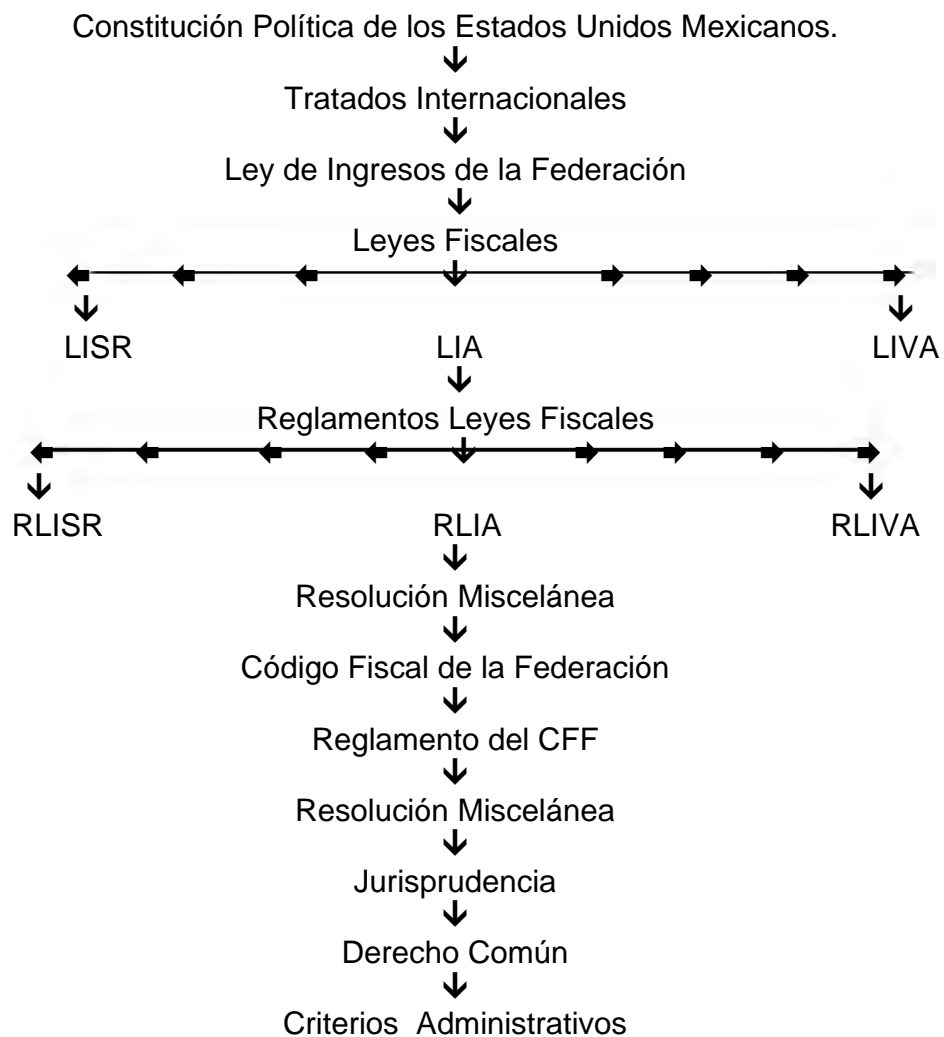 Constitución Política de los Estados Unidos Mexicanos.
Tratados Internacionales
Ley de Ingresos de la Federación
Leyes Fiscales
LISR LIA LIVA
Reglamentos Leyes Fiscales
RLISR RLIA RLIVA
Resolución Miscelánea
Código Fiscal de la Federación
Reglamento del CFF
Resolución Miscelánea
Jurisprudencia
Derecho Común
Criterios Administrativos